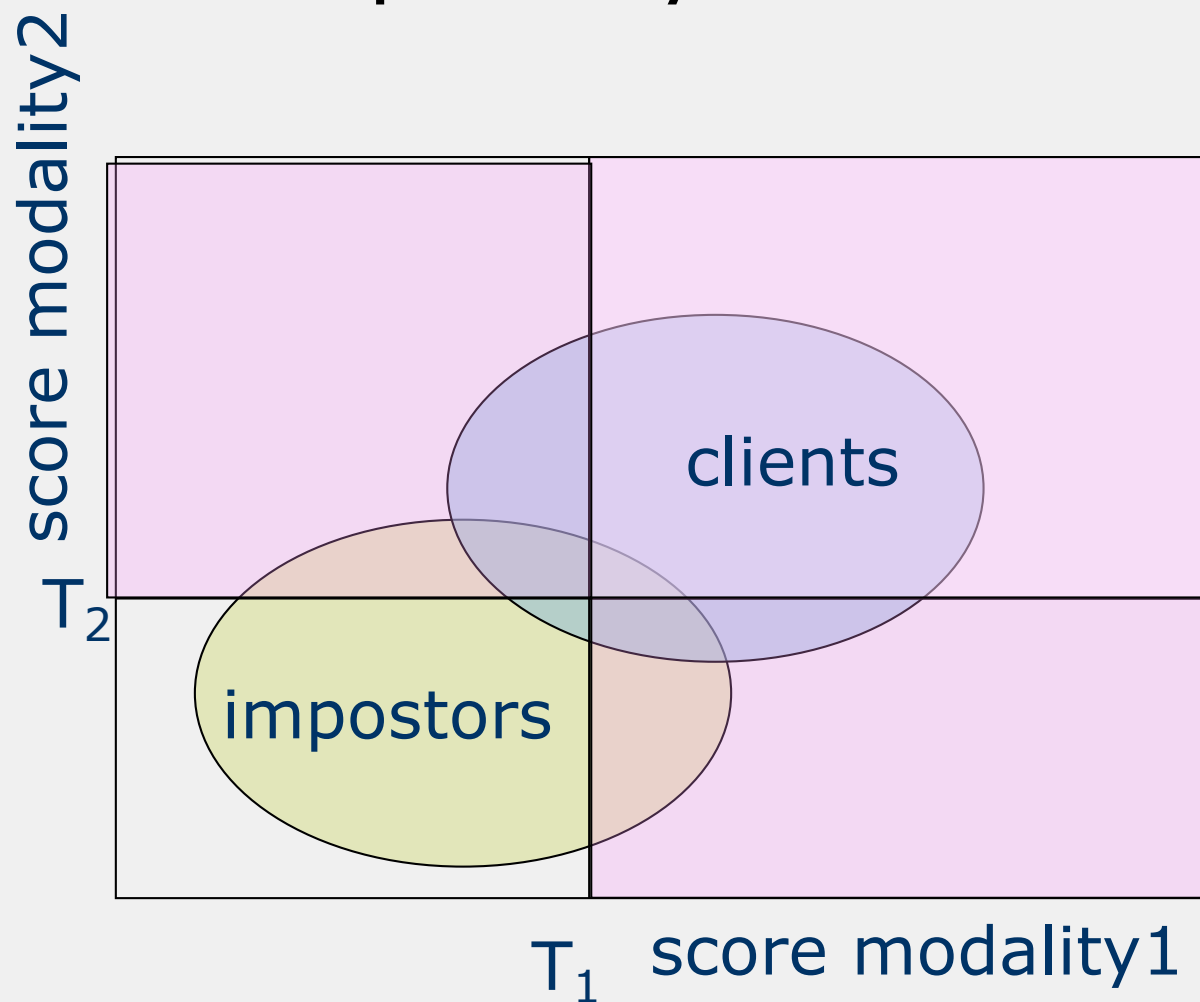 score modality2
clients
T2
impostors
T1
score modality1